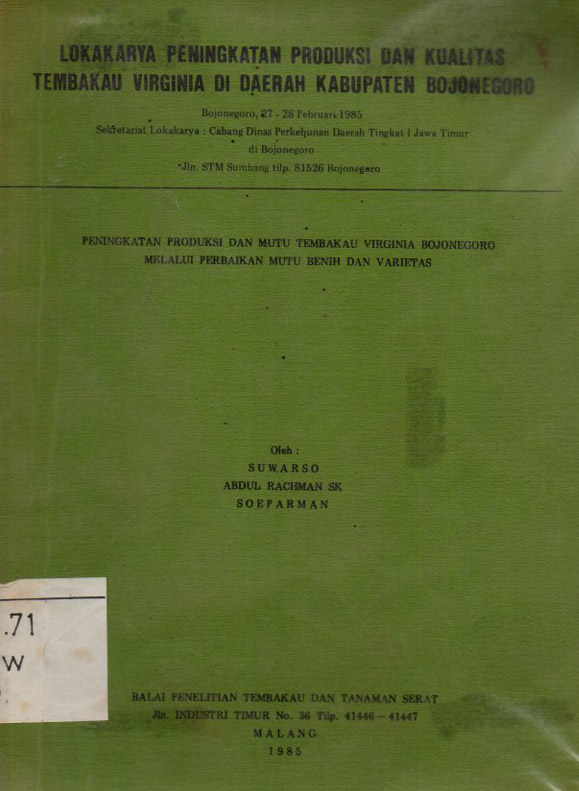 LOKAKARYA PENINGKATAN PRODUKSI DAN KUALITAS
TEMBAKAU VIRGINIA DI DAERAH KABUPATEN BOJONEGORO
Bojonegoro, 27 - 28 Pebruari 1985
Sekretariat Lokakarya : Cabang Dinas Perkebunan Daerah Tingkat I Jawa Timur
di Bojonegoro
Jln. STM Sumbang tilp. 81526 Bojonegoro
PENINGKATAN PRODUKSI DAN MUTU TEMBAKAU VIRGINIA BOJONEGORO
MELALUI PERBAIKAN MUTU BENIH DAN VARIETAS
Oleh :
SUWARSO
ABDUL RACHMAN SK
SOEPARMAN
.71
W
BALAI PENELITIAN TEMBAKAU DAN TANAMAN SERAT
Jln. INDUSTRI TIMUR No. 36 Tilp. 41446 - 41447
MALANG
1985